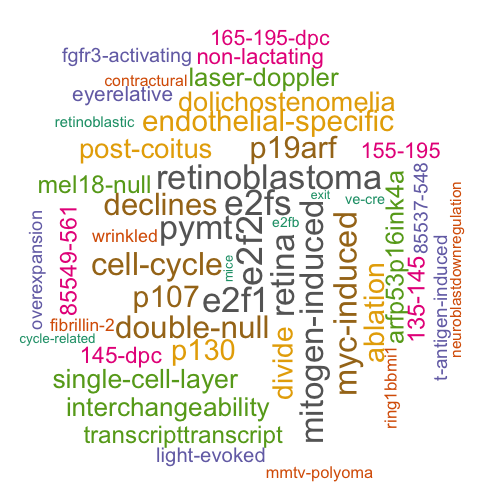 165-195-dpc
fgfr3-activating non-lactating
contractural laser-doppler
eyerelative dolichostenomelia
retinoblastic endothelial-specific
post-coitus p19arf 155-195
mel18-null retinoblastoma
declines e2fs exit ve-cre
wrinkled pymt e2f2 e2fb
cell-cycle mice retina
p107 e2f1 mitogen-induced
double-null myc-induced
overexpansion 85549-561
fibrillin-2
cycle-related
145-dpc p130 divide ablation
arfp53p16ink4a
135-145
85537-548
t-antigen-induced
neuroblastdownregulation
ring1bbmi1
single-cell-layer
interchangeability
transcripttranscript
light-evoked
mmtv-polyoma